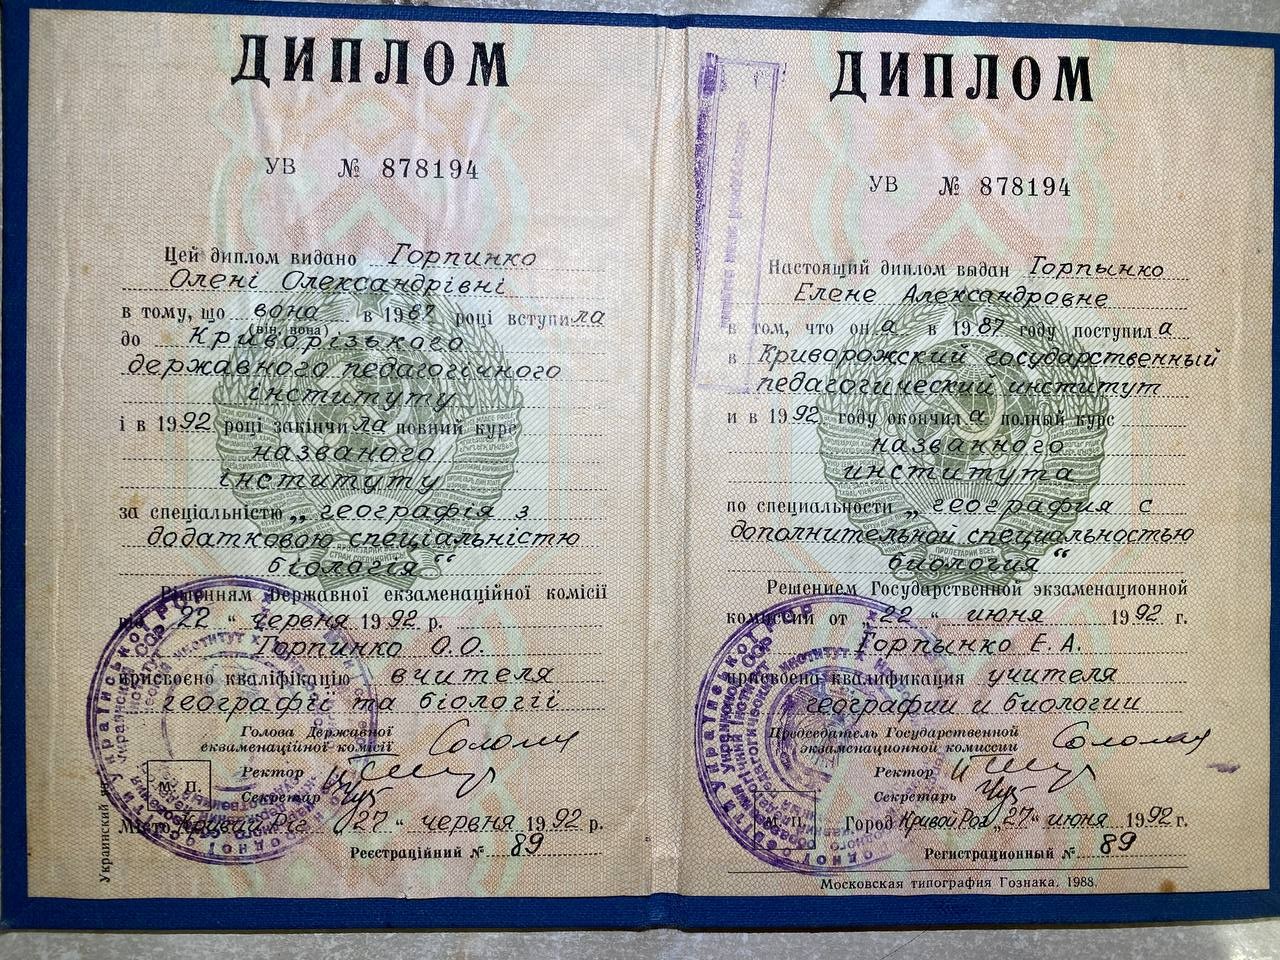 ДИПЛОМ
УВ № 878194
Цей диплом видано Горпинко
Олені Олександрівні
в тому, що вона в 1987 році вступила
(він, вона)
до Криворізького
державного педагогічного
інституту
і в 1992 році закінчила повний курс
названого
інституту
за спеціальністю „географія з
додатковою спеціальністю
біологія“
Рішенням Державної екзаменаційної комісії
від 22 “ червня 1992 р.
Горпинко О.О.
присвоєно кваліфікацію вчителя
географії та біології
Голова Державної
екзаменаційної комісії
Ректор
Секретар
М. П.
Місто Кривий Ріг „27“ червня 1992 р.
Реєстраційний № 89
Украинский
ДИПЛОМ
УВ № 878194
Настоящий диплом выдан Горпынко
Елене Александровне
в том, что она в 1987 году поступила
в Криворожский государственный
педагогический институт
и в 1992 году окончила полный курс
названного
института
по специальности „география с
дополнительной специальностью
биология“
Решением Государственной экзаменационной
комиссии от „22“ июня 1992 г.
Горпынко Е.А.
присвоена квалификация учителя
географии и биологии
Председатель Государственной
экзаменационной комиссии
Ректор
Секретарь
М. П.
Город Кривой Рог „27“ июня 1992 г.
Регистрационный № 89
Московская типография Гознака. 1988.